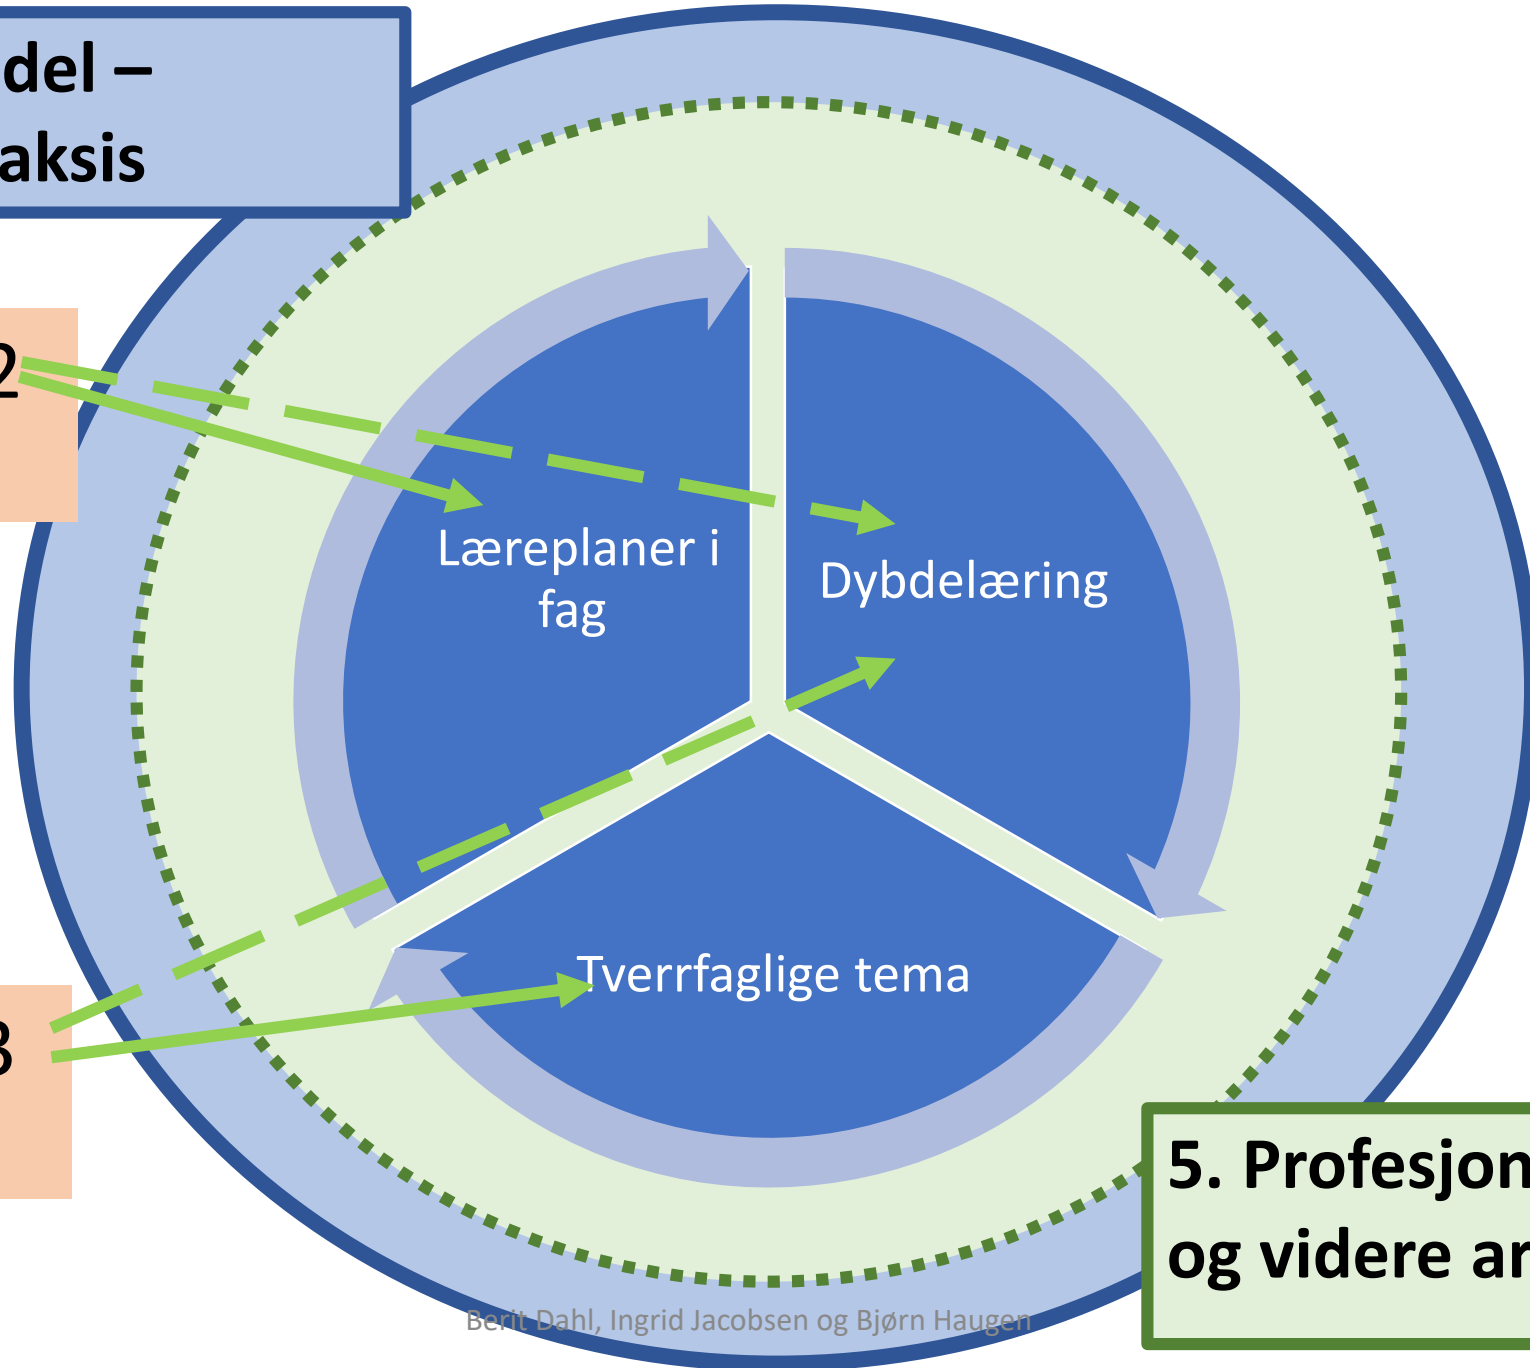 del –
aksis
2
Læreplaner i
fag
Dybdelæring
Tverrfaglige tema
3
5. Profesjon
og videre ar
Berit Dahl, Ingrid Jacobsen og Bjørn Haugen